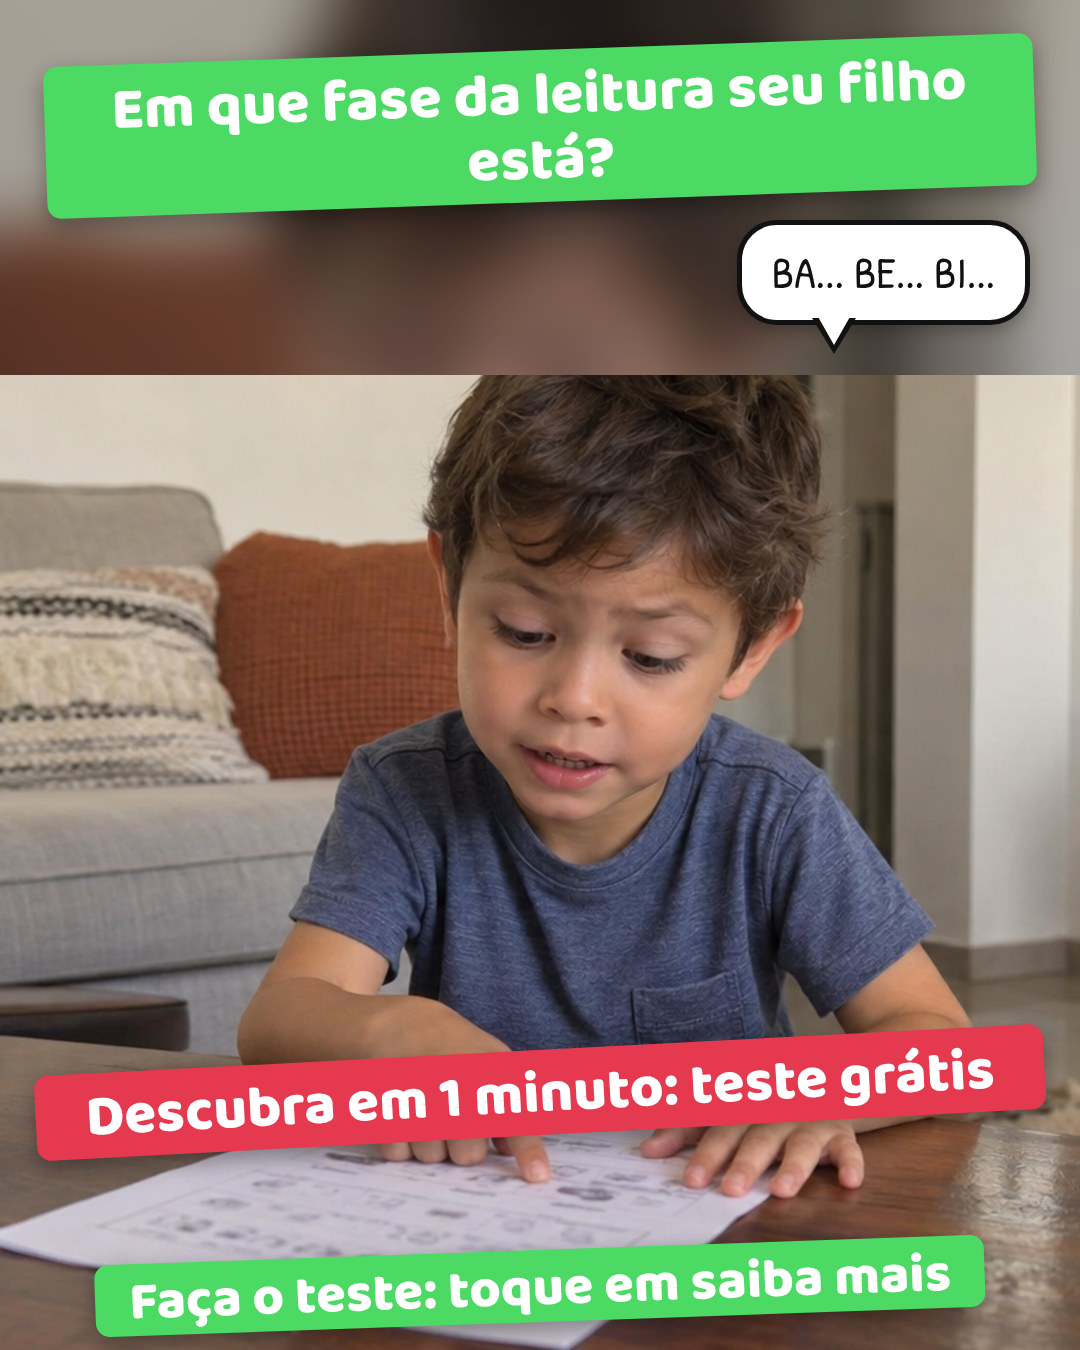 Em que fase da leitura seu filho
está?
BA... BE... BI...
Descubra em 1 minuto: teste grátis
Faça o teste: toque em saiba mais